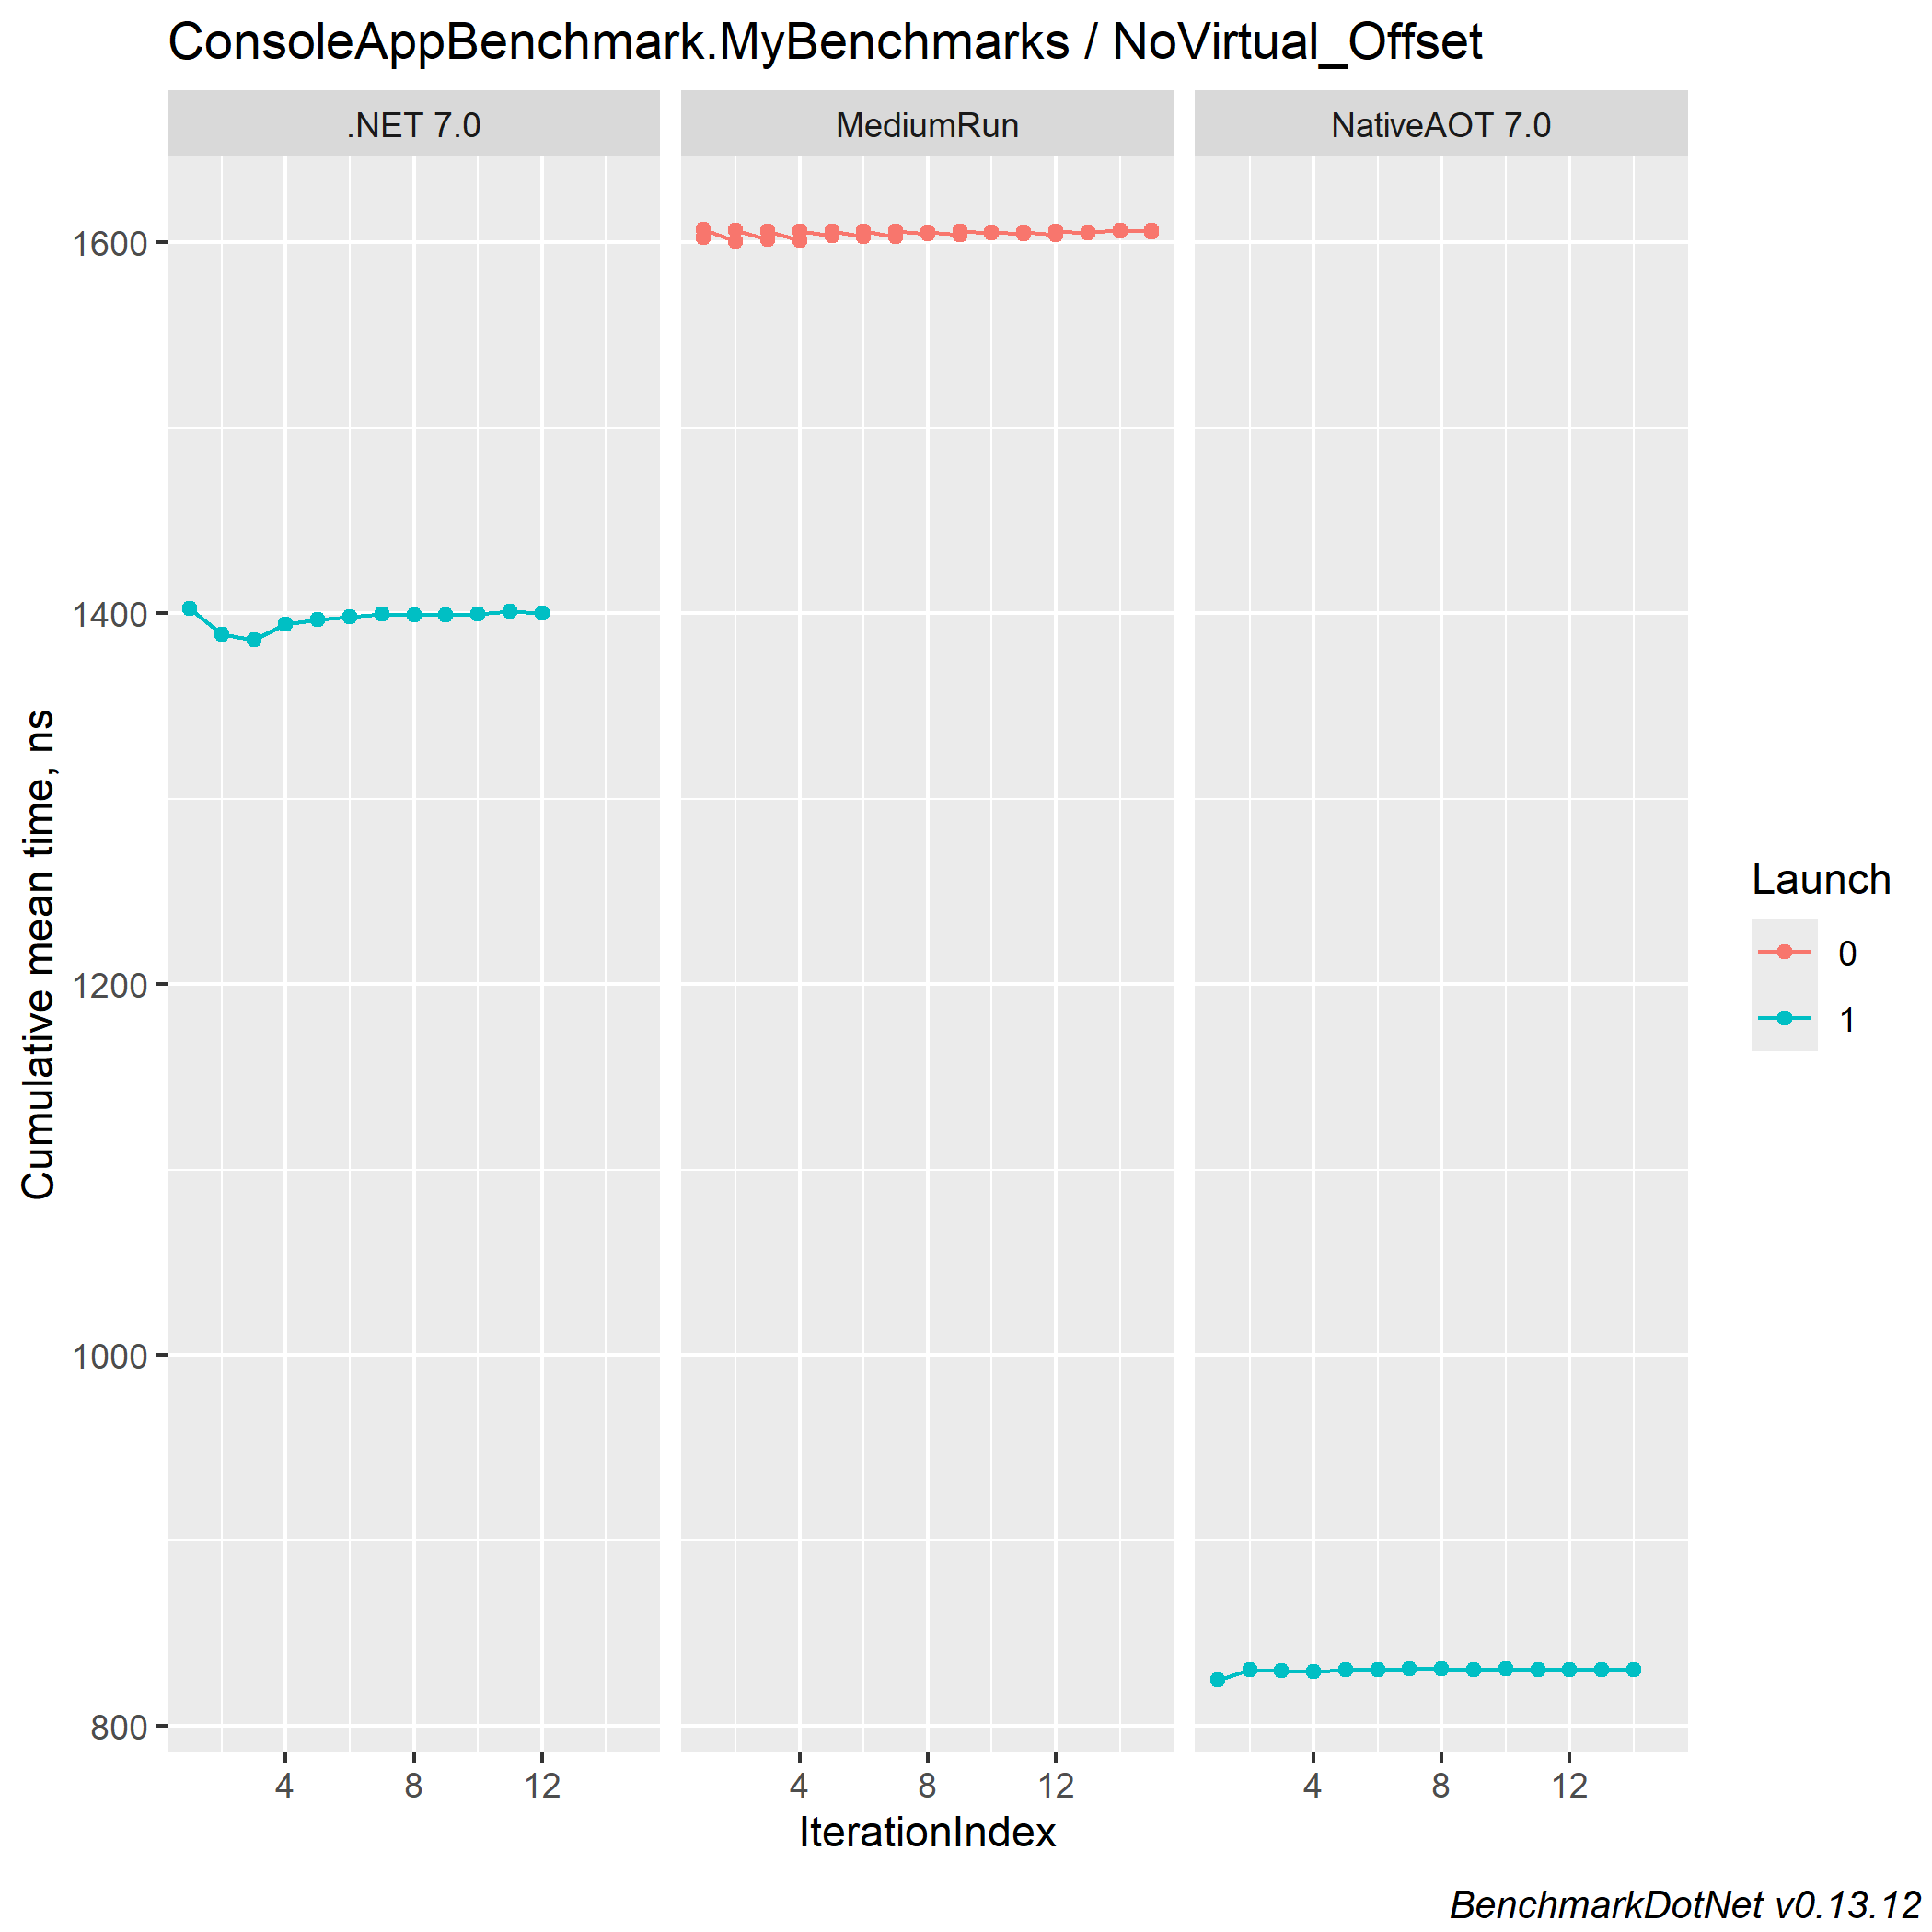 ConsoleAppBenchmark.MyBenchmarks / NoVirtual_Offset
.NET 7.0
MediumRun
NativeAOT 7.0
1600
1400
1200
1000
800
Cumulative mean time, ns
4 8 12
4 8 12
4 8 12
IterationIndex
Launch
0
1
BenchmarkDotNet v0.13.12